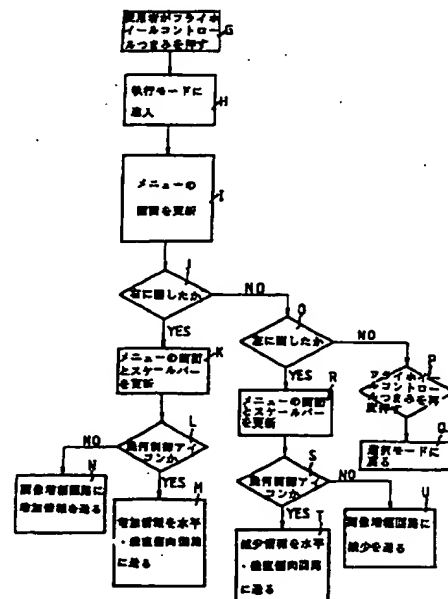 使用者がフライホ
イールコントロー
ルつまみを押す
G
執行モードに
進入
H
メニューの
画面を更新
I
右に回したか
J
NO
YES
メニューの画面
とスケールバー
を更新
K
幾何制御アイ
コンか
L
NO
YES
画像増幅回路に
増加情報を送る
N
増加情報を水平
・垂直偏向回路
に送る
M
左に回したか
O
NO
YES
フライホイー
ルコントロール
つまみを再
度押す
P
選択モードに
戻る
Q
メニューの画面
とスケールバー
を更新
R
幾何制御アイ
コンか
S
NO
YES
減少情報を水平
・垂直偏向回路
に送る
T
画像増幅回路に
減少を送る
U